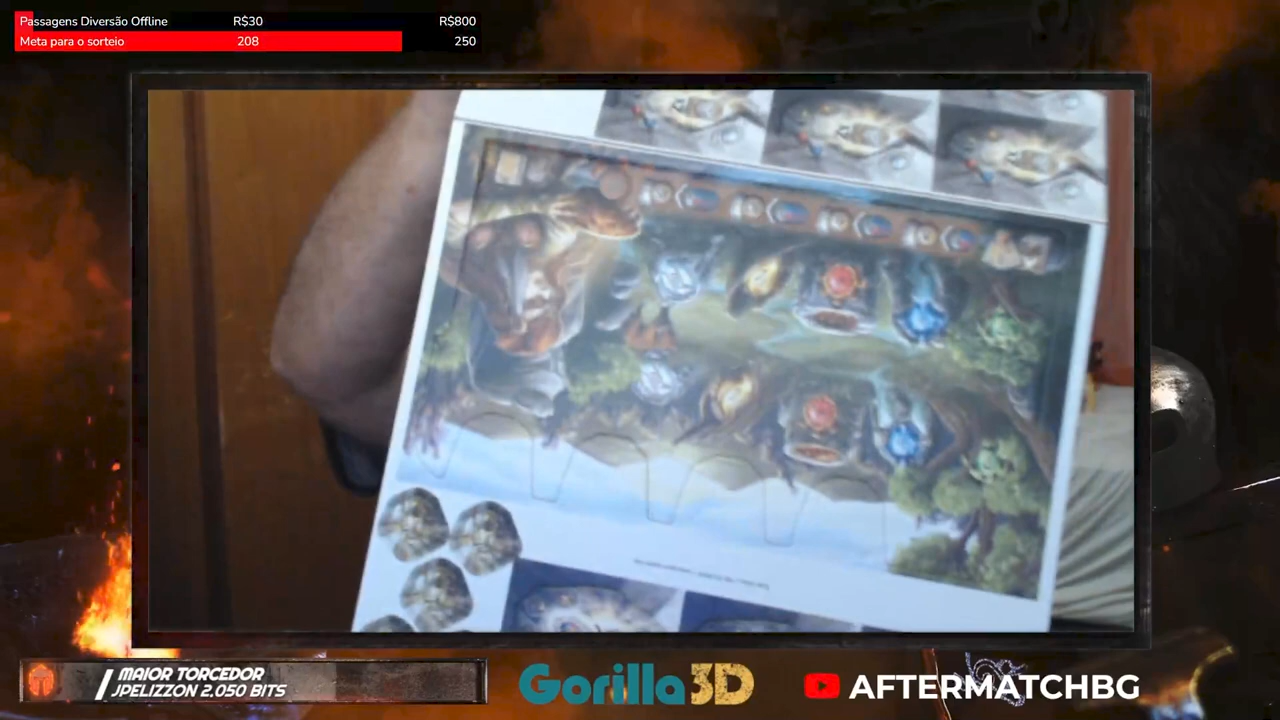 Passagens Diversão Offline R$30 R$800
Meta para o sorteio 208 250
MAIOR TORCEDOR
JPELIZZON 2.050 BITS
Gorilla3D
AFTERMATCHBG